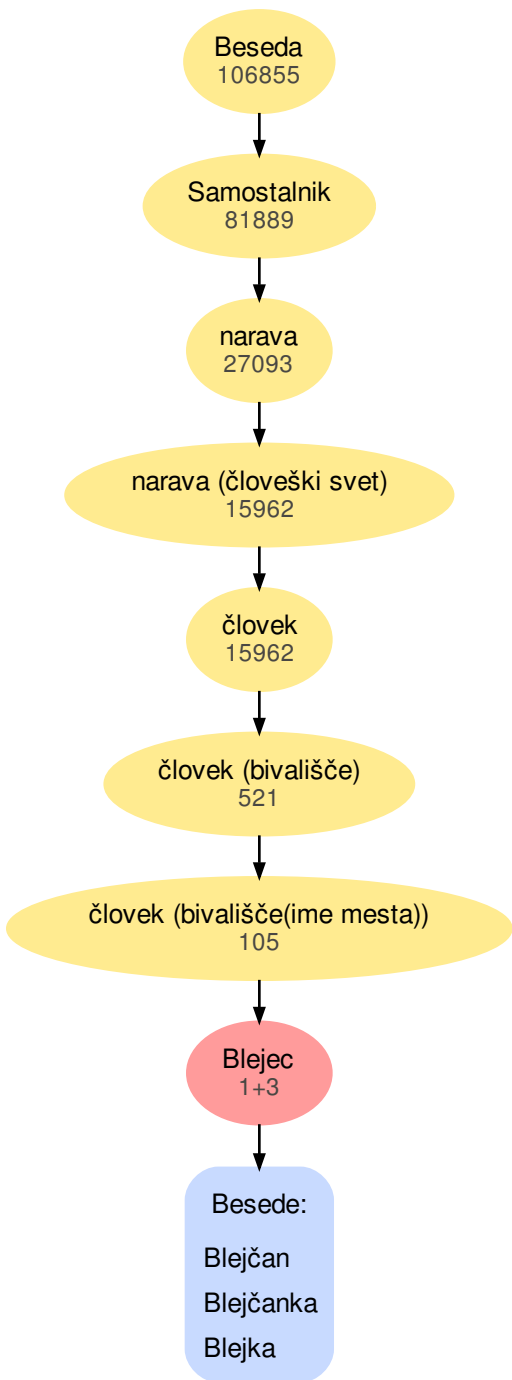 Beseda
106855
Samostalnik
81889
narava
27093
narava (človeški svet)
15962
človek
15962
človek (bivališče)
521
človek (bivališče(ime mesta))
105
Blejec
1+3
Besede:
Blejčan
Blejčanka
Blejka